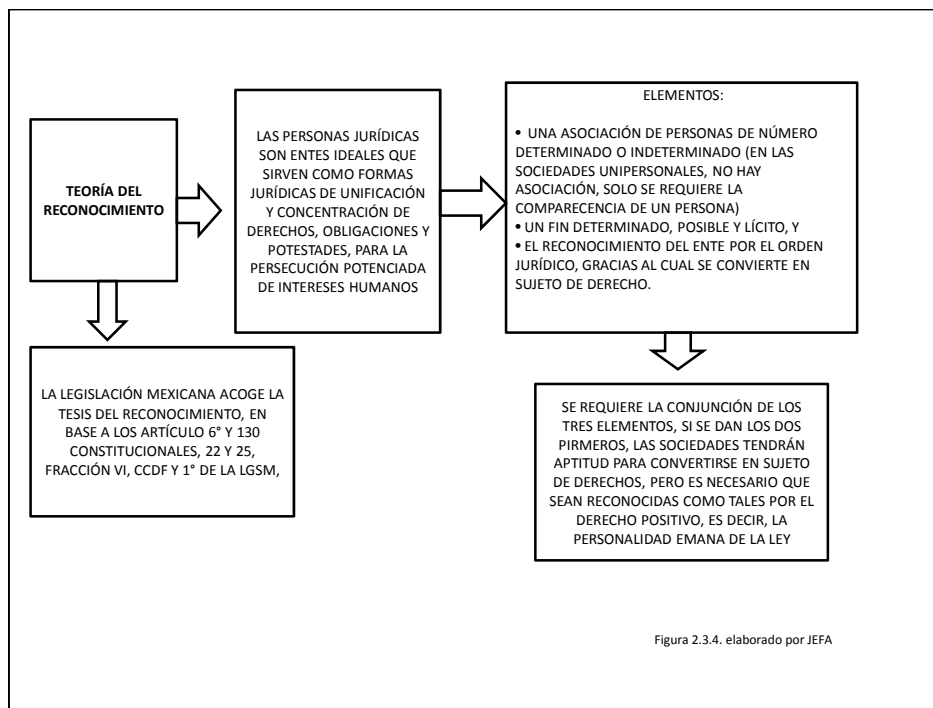 TEORÍA DEL
RECONOCIMIENTO
LAS PERSONAS JURÍDICAS
SON ENTES IDEALES QUE
SIRVEN COMO FORMAS
JURÍDICAS DE UNIFICACIÓN
Y CONCENTRACIÓN DE
DERECHOS, OBLIGACIONES Y
POTESTADES, PARA LA
PERSECUCIÓN POTENCIADA
DE INTERESES HUMANOS
ELEMENTOS:
• UNA ASOCIACIÓN DE PERSONAS DE NÚMERO
DETERMINADO O INDETERMINADO (EN LAS
SOCIEDADES UNIPERSONALES, NO HAY
ASOCIACIÓN, SOLO SE REQUIERE LA
COMPARECENCIA DE UN PERSONA)
• UN FIN DETERMINADO, POSIBLE Y LÍCITO, Y
• EL RECONOCIMIENTO DEL ENTE POR EL ORDEN
JURÍDICO, GRACIAS AL CUAL SE CONVIERTE EN
SUJETO DE DERECHO.
LA LEGISLACIÓN MEXICANA ACOGE LA
TESIS DEL RECONOCIMIENTO, EN
BASE A LOS ARTÍCULO 6° Y 130
CONSTITUCIONALES, 22 Y 25,
FRACCIÓN VI, CCDF Y 1° DE LA LGSM,
SE REQUIERE LA CONJUNCIÓN DE LOS
TRES ELEMENTOS, SI SE DAN LOS DOS
PIRMEROS, LAS SOCIEDADES TENDRÁN
APTITUD PARA CONVERTIRSE EN SUJETO
DE DERECHOS, PERO ES NECESARIO QUE
SEAN RECONOCIDAS COMO TALES POR EL
DERECHO POSITIVO, ES DECIR, LA
PERSONALIDAD EMANA DE LA LEY
Figura 2.3.4. elaborado por JEFA